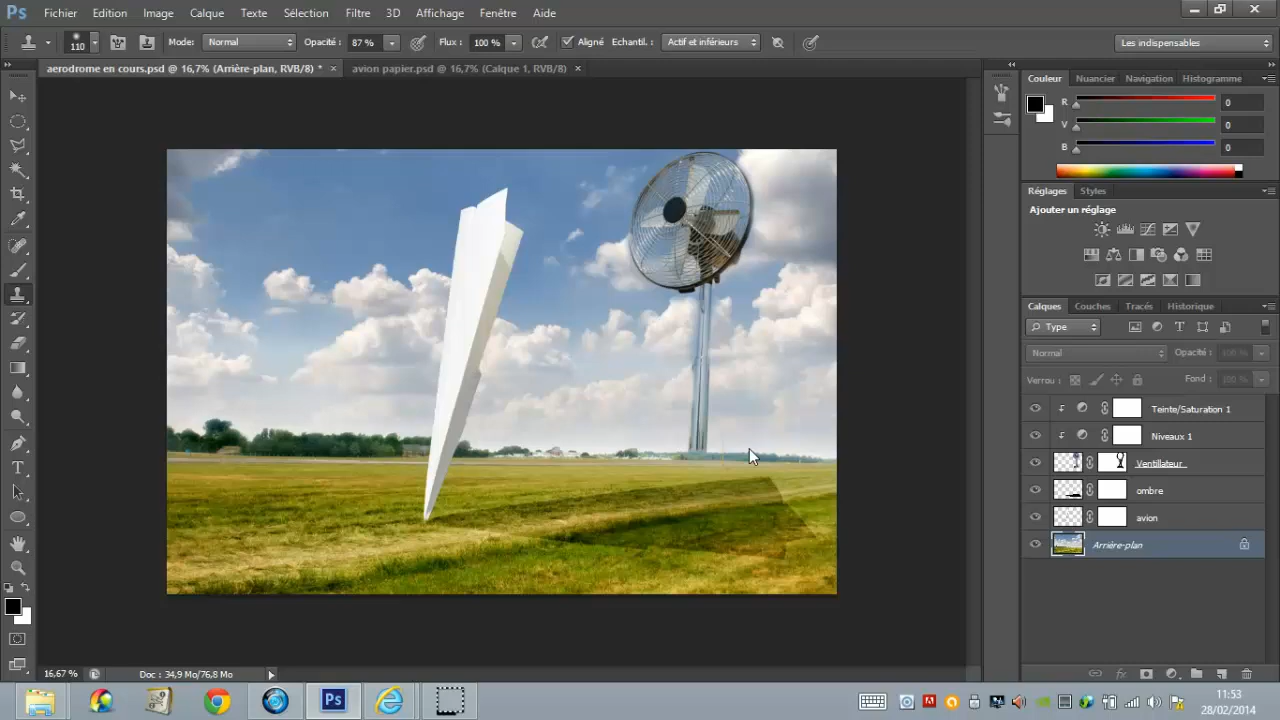 Ps Fichier Edition Image Calque Texte Sélection Filtre 3D Affichage Fenêtre Aide
110 Mode: Normal Opacité : 87 % Flux : 100 % Aligné Echantil. : Actif et inférieurs Les indispensables
aerodrome en cours.psd @ 16,7% (Arrière-plan, RVB/8) * × avion papier.psd @ 16,7% (Calque 1, RVB/8) ×
Couleur Nuancier Navigation Histogramme
R 0
V 0
B 0
Réglages Styles
Ajouter un réglage
Calques Couches Tracés Historique
Type
Normal Opacité : 100 %
Verrou : Fond : 100 %
Teinte/Saturation 1
Niveaux 1
Ventillateur
ombre
avion
Arrière-plan
16,67 % Doc : 34,9 Mo/76,8 Mo
Ps
11:53
28/02/2014